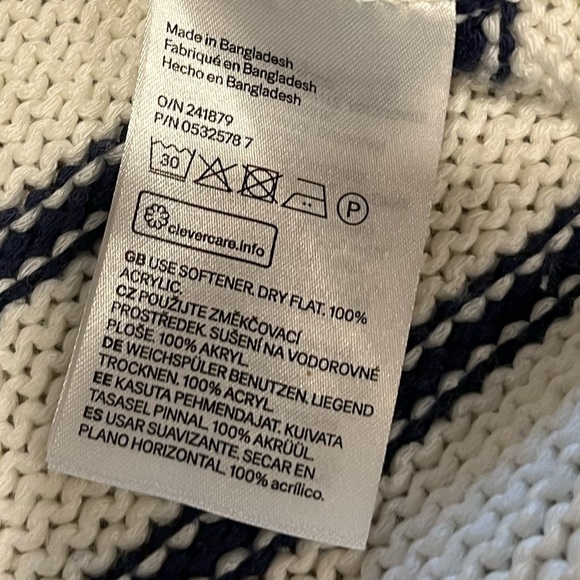 Made in Bangladesh
Fabriqué en Bangladesh
Hecho en Bangladesh
O/N 241879
P/N 0532578 7
30 P
clevercare.info
GB USE SOFTENER. DRY FLAT. 100%
ACRYLIC.
CZ POUŽIJTE ZMĚKČOVACÍ
PROSTŘEDEK. SUŠENÍ NA VODOROVNÉ
PLOŠE. 100% AKRYL.
DE WEICHSPÜLER BENUTZEN. LIEGEND
TROCKNEN. 100% ACRYL.
EE KASUTA PEHMENDAJAT. KUIVATA
TASASEL PINNAL. 100% AKRÜÜL.
ES USAR SUAVIZANTE. SECAR EN
PLANO HORIZONTAL. 100% acrílico.